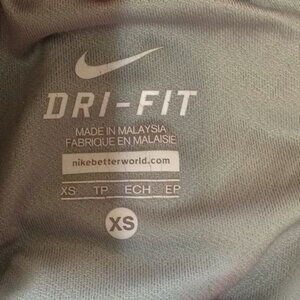 DRI-FIT
MADE IN MALAYSIA
FABRIQUE EN MALAISIE
nikebetterworld.com
XS TP ECH EP
XS